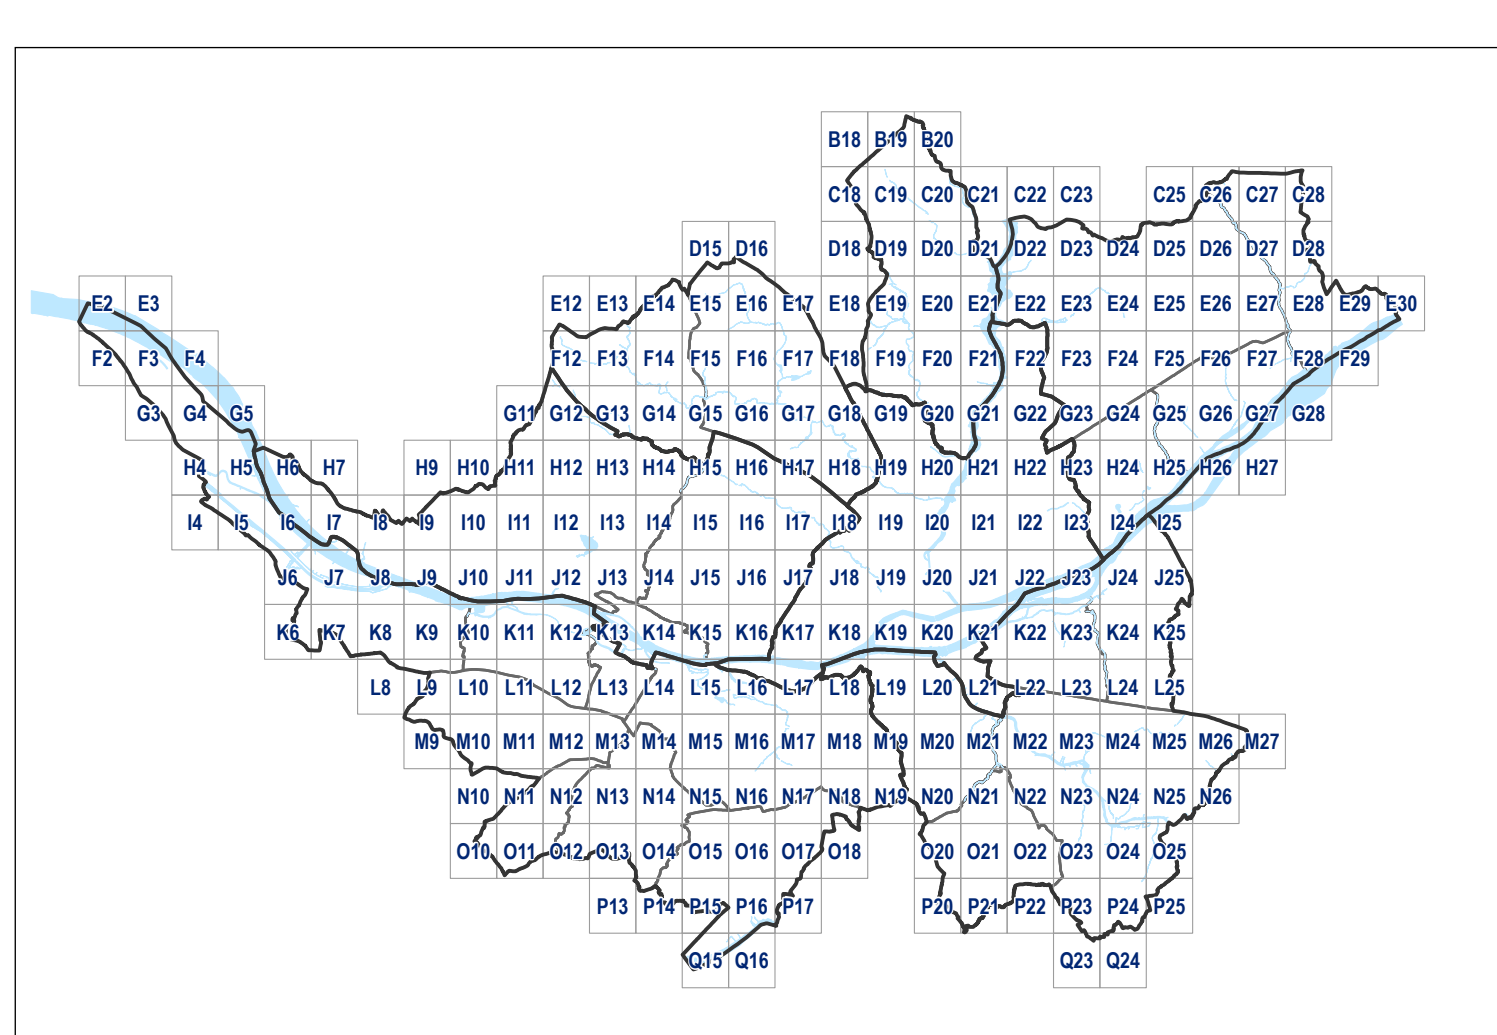 B18 B19 B20
C18 C19 C20 C21 C22 C23 C25 C26 C27 C28
D15 D16 D18 D19 D20 D21 D22 D23 D24 D25 D26 D27 D28
E2 E3 E12 E13 E14 E15 E16 E17 E18 E19 E20 E21 E22 E23 E24 E25 E26 E27 E28 E29 E30
F2 F3 F4 F12 F13 F14 F15 F16 F17 F18 F19 F20 F21 F22 F23 F24 F25 F26 F27 F28 F29
G3 G4 G5 G11 G12 G13 G14 G15 G16 G17 G18 G19 G20 G21 G22 G23 G24 G25 G26 G27 G28
H4 H5 H6 H7 H9 H10 H11 H12 H13 H14 H15 H16 H17 H18 H19 H20 H21 H22 H23 H24 H25 H26 H27
I4 I5 I6 I7 I8 I9 I10 I11 I12 I13 I14 I15 I16 I17 I18 I19 I20 I21 I22 I23 I24 I25
J6 J7 J8 J9 J10 J11 J12 J13 J14 J15 J16 J17 J18 J19 J20 J21 J22 J23 J24 J25
K6 K7 K8 K9 K10 K11 K12 K13 K14 K15 K16 K17 K18 K19 K20 K21 K22 K23 K24 K25
L8 L9 L10 L11 L12 L13 L14 L15 L16 L17 L18 L19 L20 L21 L22 L23 L24 L25
M9 M10 M11 M12 M13 M14 M15 M16 M17 M18 M19 M20 M21 M22 M23 M24 M25 M26 M27
N10 N11 N12 N13 N14 N15 N16 N17 N18 N19 N20 N21 N22 N23 N24 N25 N26
O10 O11 O12 O13 O14 O15 O16 O17 O18 O20 O21 O22 O23 O24 O25
P13 P14 P15 P16 P17 P20 P21 P22 P23 P24 P25
Q15 Q16 Q23 Q24